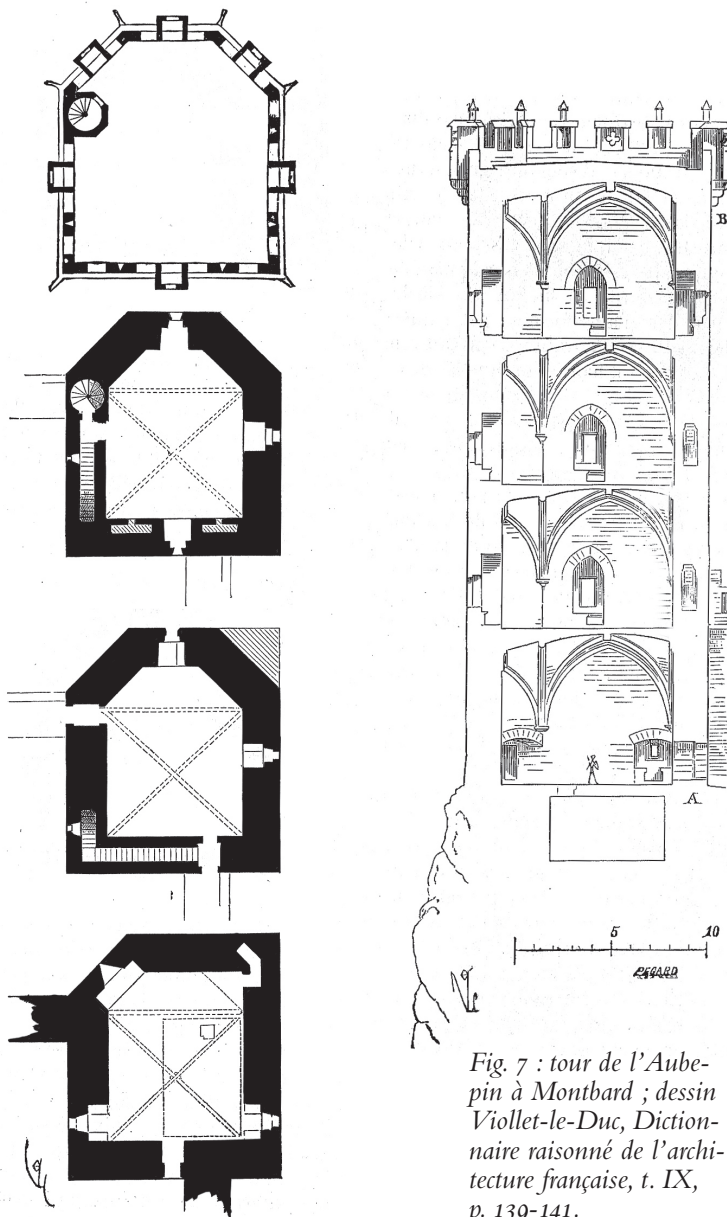 B
A
5 10
PEGARD
Fig. 7 : tour de l'Aube-
pin à Montbard ; dessin
Viollet-le-Duc, Diction-
naire raisonné de l'archi-
tecture française, t. IX,
p. 139-141.